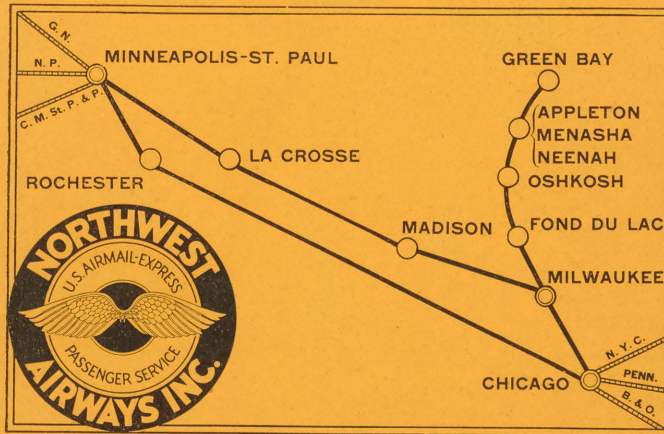 G. N.
N. P.
C. M. St. P. & P.
MINNEAPOLIS-ST. PAUL
GREEN BAY
APPLETON
MENASHA
NEENAH
OSHKOSH
ROCHESTER
LA CROSSE
MADISON
FOND DU LAC
MILWAUKEE
CHICAGO
N. Y. C.
PENN.
B. & O.
NORTHWEST
U.S. AIRMAIL-EXPRESS
PASSENGER SERVICE
AIRWAYS INC.